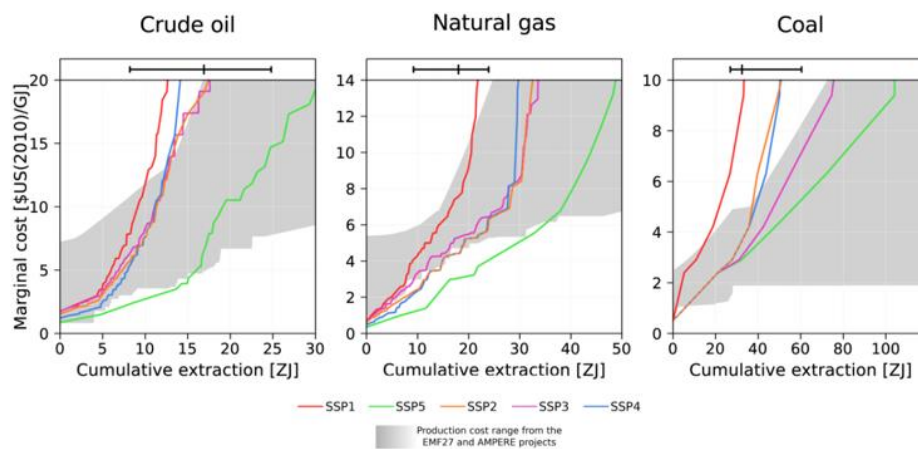 Crude oil
Natural gas
Coal
Marginal cost [$US(2010)/GJ]
20
15
10
5
0
0 5 10 15 20 25 30
Cumulative extraction [ZJ]
14
12
10
8
6
4
2
0
0 10 20 30 40 50
Cumulative extraction [ZJ]
10
8
6
4
2
0
0 20 40 60 80 100
Cumulative extraction [ZJ]
SSP1 SSP5 SSP2 SSP3 SSP4
Production cost range from the
EMF27 and AMPERE projects